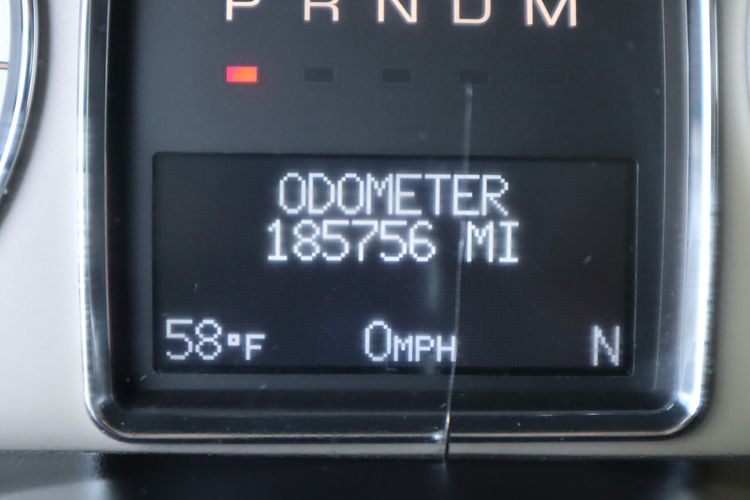 P R N D M
ODOMETER
185756 MI
58°F 0MPH N